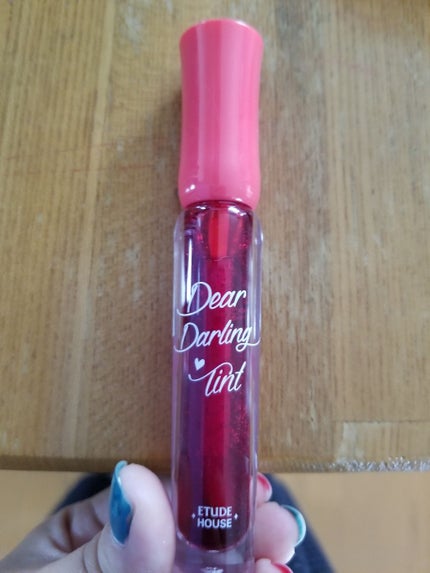 Dear
Darling
Tint
ETUDE
HOUSE